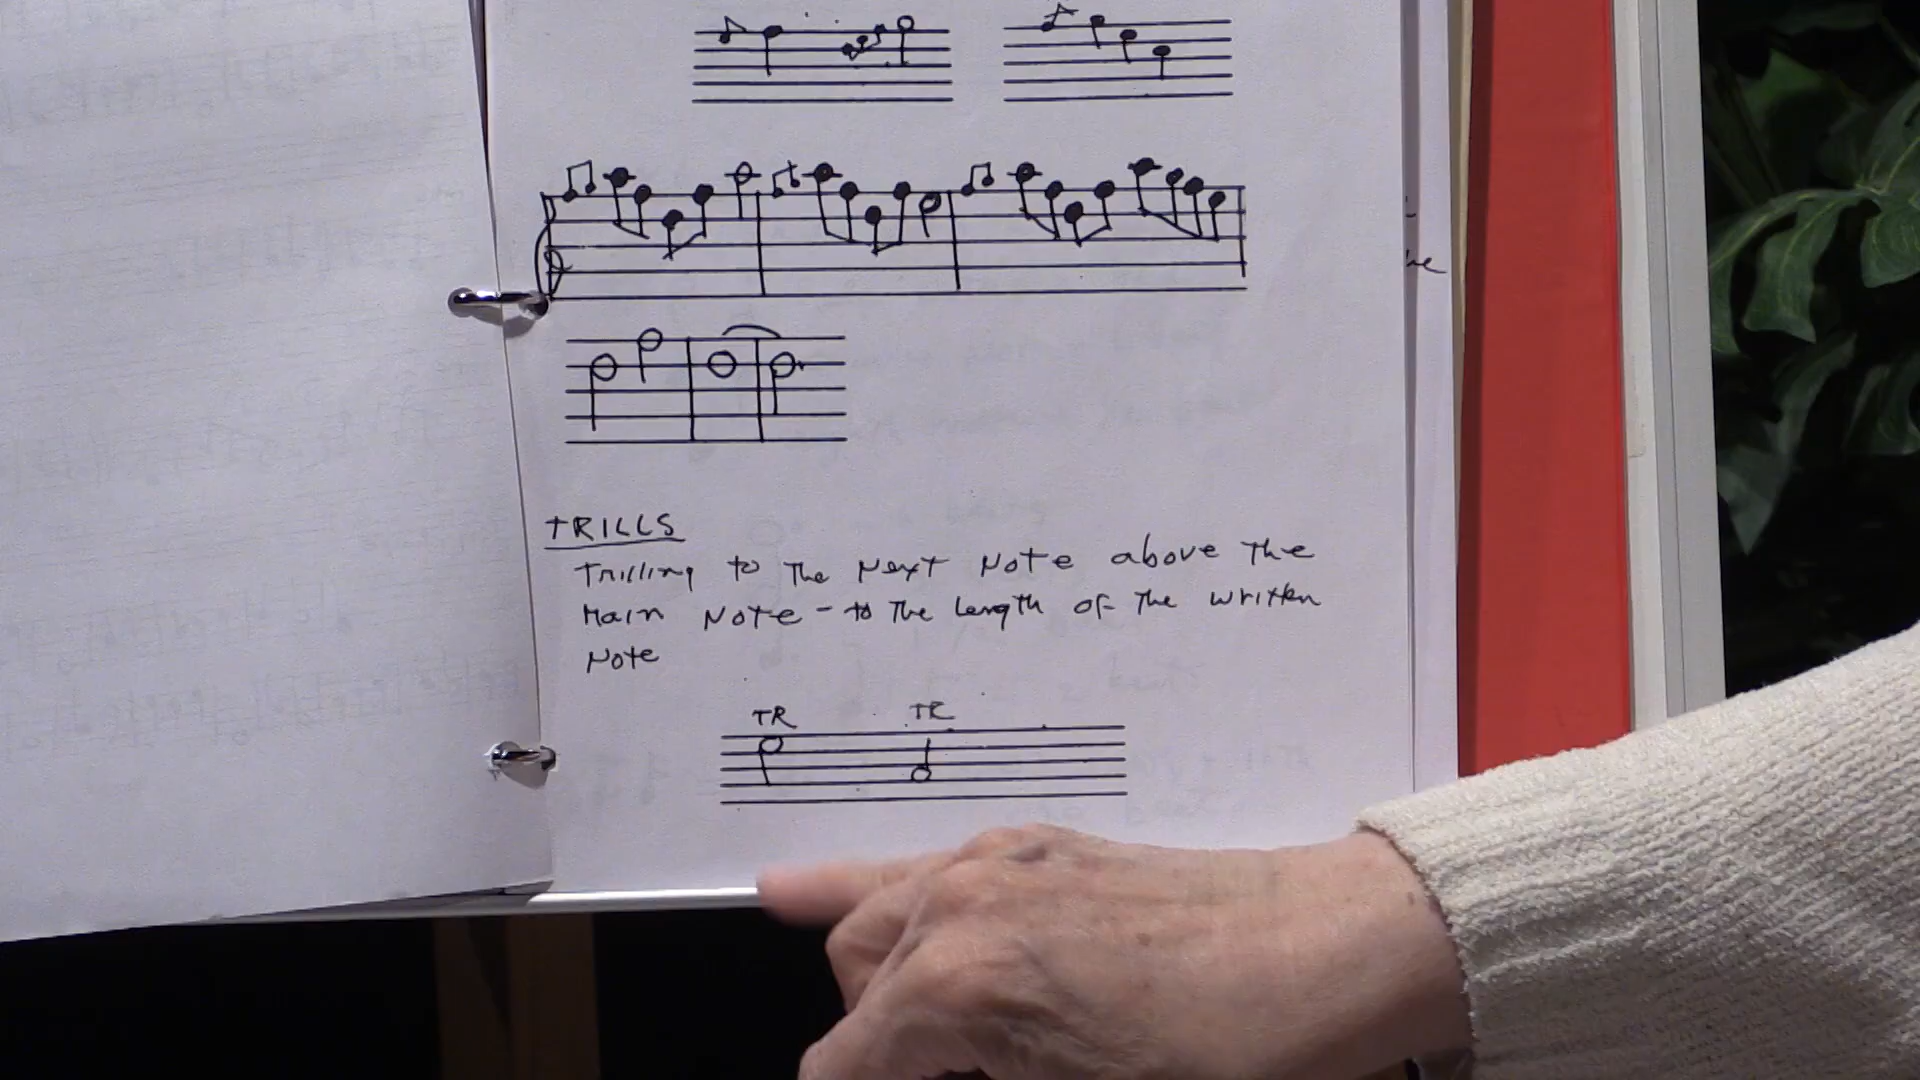 TRILLS
Trilling to The Next Note above The
Main Note - to The Length of The written
Note
TR TR